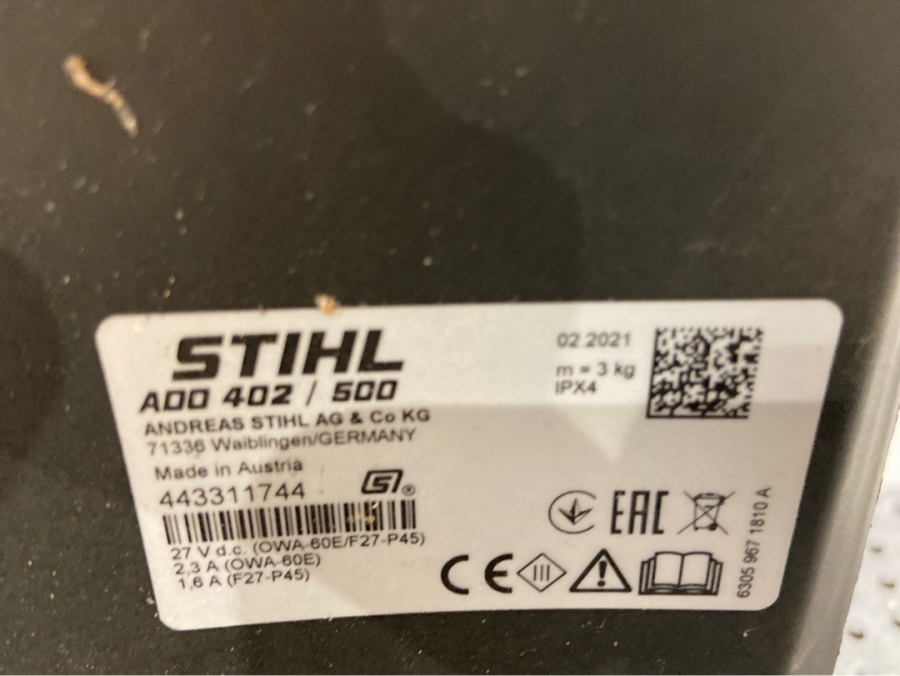 STIHL
ADO 402 / 500
ANDREAS STIHL AG & Co KG
71336 Waiblingen/GERMANY
Made in Austria
443311744
27 V d.c. (OWA-60E/F27-P45)
2,3 A (OWA-60E)
1,6 A (F27-P45)
02.2021
m = 3 kg
IPX4
EAC
CE
III
6305 967 1810 A